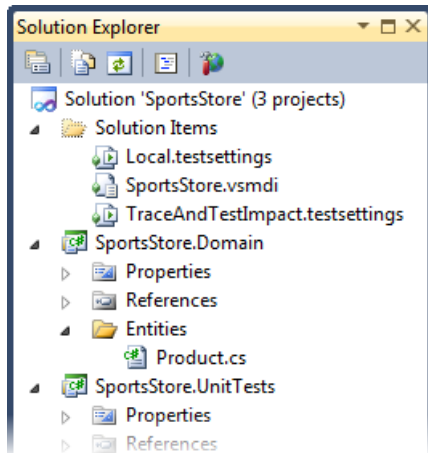 Solution Explorer
Solution 'SportsStore' (3 projects)
Solution Items
Local.testsettings
SportsStore.vsmdi
TraceAndTestImpact.testsettings
SportsStore.Domain
Properties
References
Entities
Product.cs
SportsStore.UnitTests
Properties
References